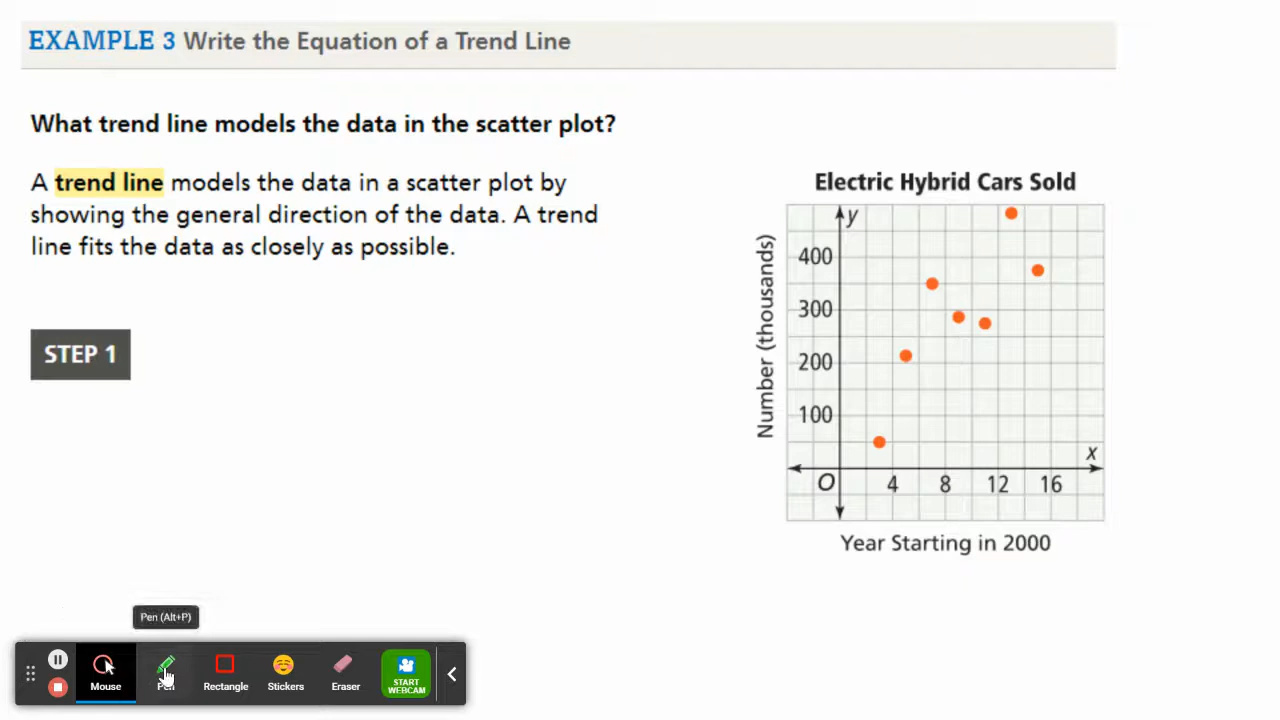 EXAMPLE 3 Write the Equation of a Trend Line
What trend line models the data in the scatter plot?
A trend line models the data in a scatter plot by
showing the general direction of the data. A trend
line fits the data as closely as possible.
STEP 1
Electric Hybrid Cars Sold
y
400
300
200
100
Number (thousands)
x
O
4
8
12
16
Year Starting in 2000
Pen (Alt+P)
Mouse
Pen
Rectangle
Stickers
Eraser
START
WEBCAM